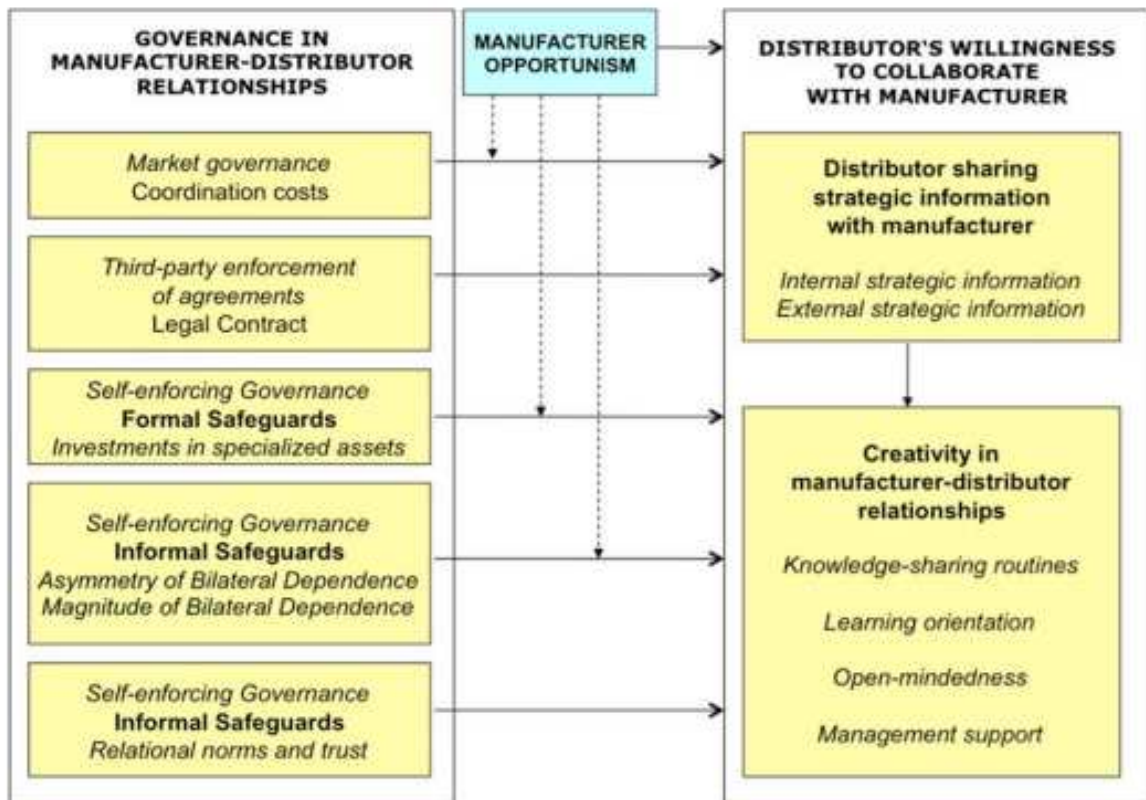 GOVERNANCE IN
MANUFACTURER-DISTRIBUTOR
RELATIONSHIPS
Market governance
Coordination costs
Third-party enforcement
of agreements
Legal Contract
Self-enforcing Governance
Formal Safeguards
Investments in specialized assets
Self-enforcing Governance
Informal Safeguards
Asymmetry of Bilateral Dependence
Magnitude of Bilateral Dependence
Self-enforcing Governance
Informal Safeguards
Relational norms and trust
MANUFACTURER
OPPORTUNISM
DISTRIBUTOR'S WILLINGNESS
TO COLLABORATE
WITH MANUFACTURER
Distributor sharing
strategic information
with manufacturer
Internal strategic information
External strategic information
Creativity in
manufacturer-distributor
relationships
Knowledge-sharing routines
Learning orientation
Open-mindedness
Management support